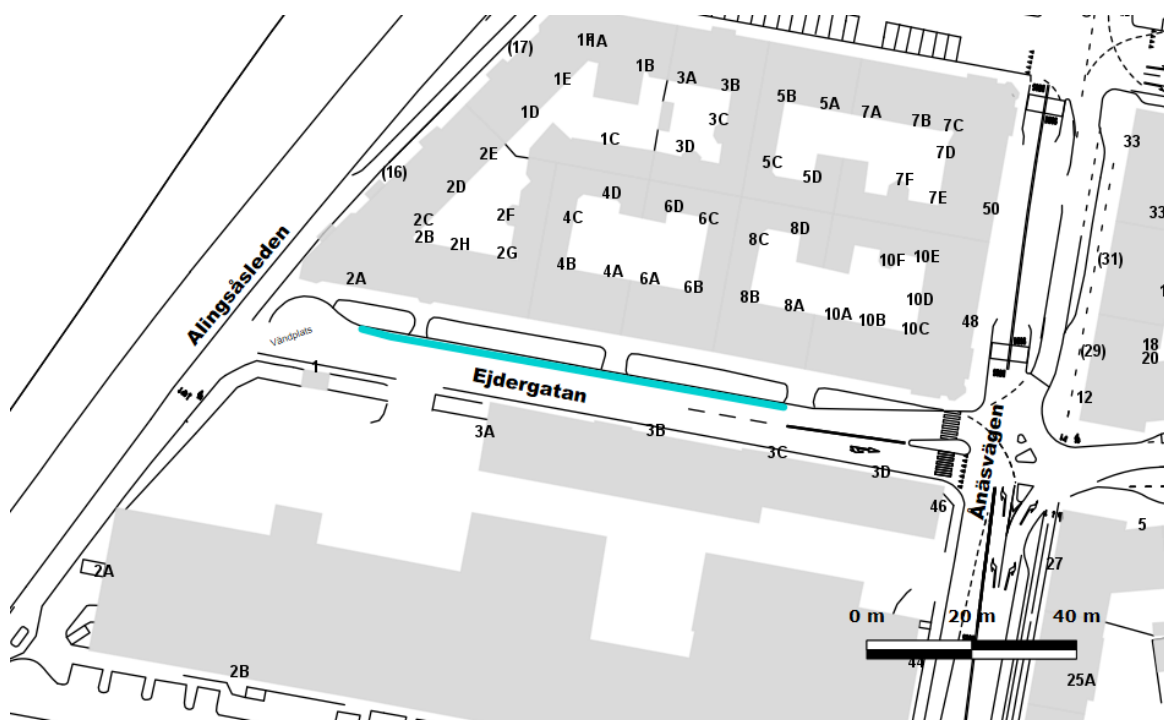 (17)
1F
1A
1B
3A
3B
1E
5B
5A
7A
7B
7C
1D
3C
33
1C
3D
7D
2E
5C
5D
7F
(16)
2D
4D
7E
6D
50
33
2C
2F
4C
6C
2B
8D
2H
2G
8C
10F
10E
(31)
Alingsåsleden
4B
4A
2A
6A
6B
8B
8A
10D
1
10A
10B
10C
48
Vändplats
18
(29)
20
1
Ejdergatan
12
3A
3B
3C
3D
Ånäsvägen
46
5
27
2A
0 m
20 m
40 m
44
2B
25A